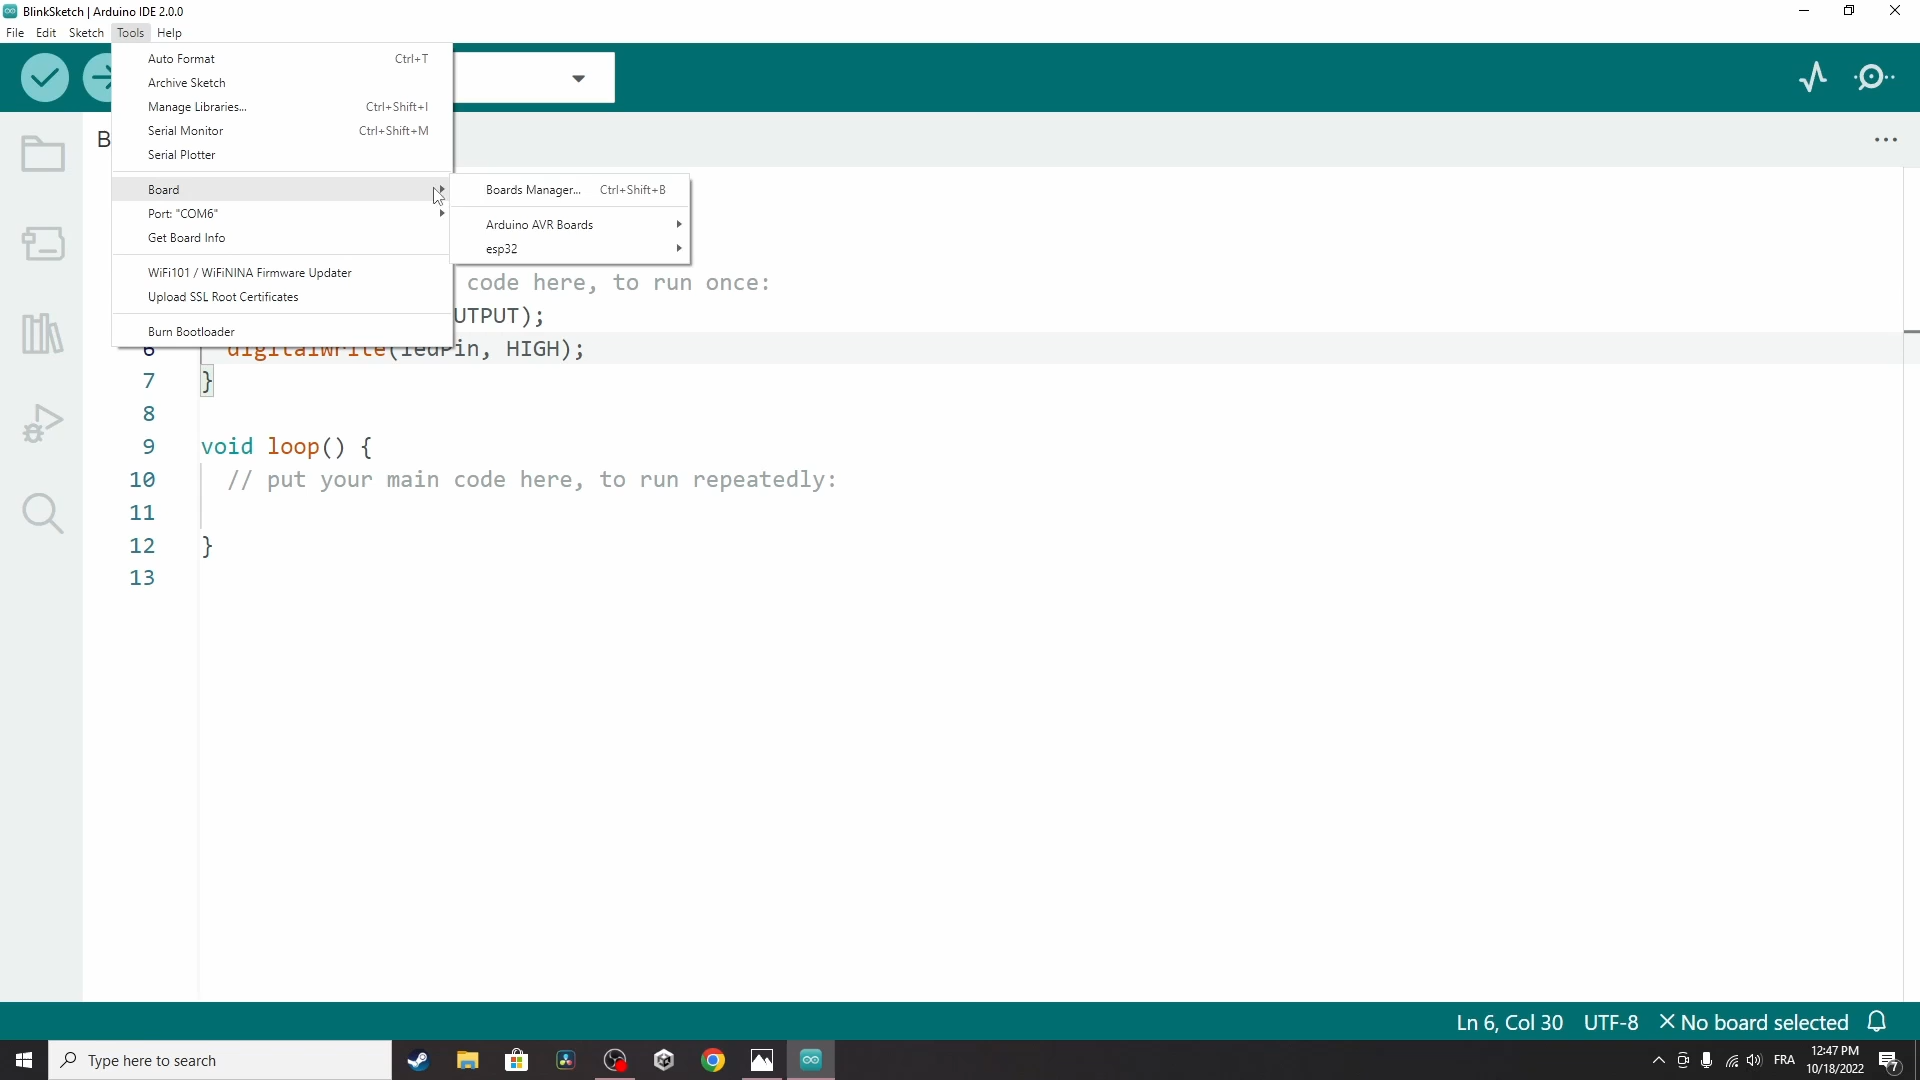 BlinkSketch | Arduino IDE 2.0.0
File Edit Sketch Tools Help
Auto Format Ctrl+T
Archive Sketch
Manage Libraries... Ctrl+Shift+I
Serial Monitor Ctrl+Shift+M
Serial Plotter
B
Board
Port: "COM6"
Get Board Info
WiFi101 / WiFiNINA Firmware Updater
Upload SSL Root Certificates
Burn Bootloader
Boards Manager... Ctrl+Shift+B
Arduino AVR Boards
esp32
code here, to run once:
UTPUT);
6 digitalWrite(ledPin, HIGH);
7 }
8
9 void loop() {
10 // put your main code here, to run repeatedly:
11
12 }
13
Ln 6, Col 30 UTF-8 X No board selected
Type here to search
FRA
12:47 PM
10/18/2022
7